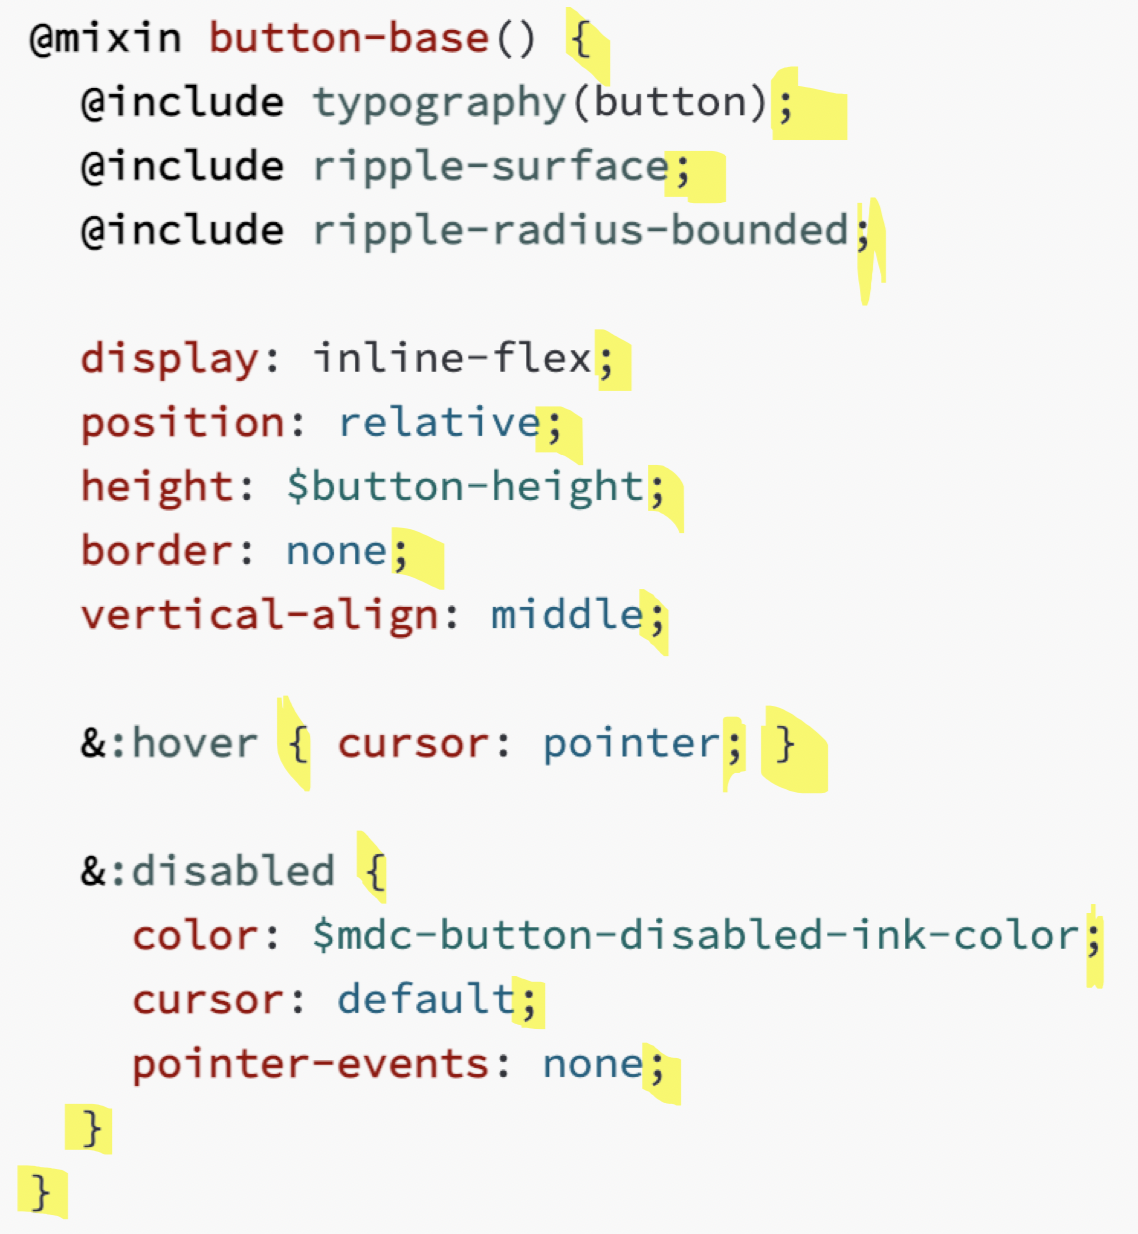 @mixin button-base() {
  @include typography(button);
  @include ripple-surface;
  @include ripple-radius-bounded;

  display: inline-flex;
  position: relative;
  height: $button-height;
  border: none;
  vertical-align: middle;

  &:hover { cursor: pointer; }

  &:disabled {
    color: $mdc-button-disabled-ink-color;
    cursor: default;
    pointer-events: none;
  }
}